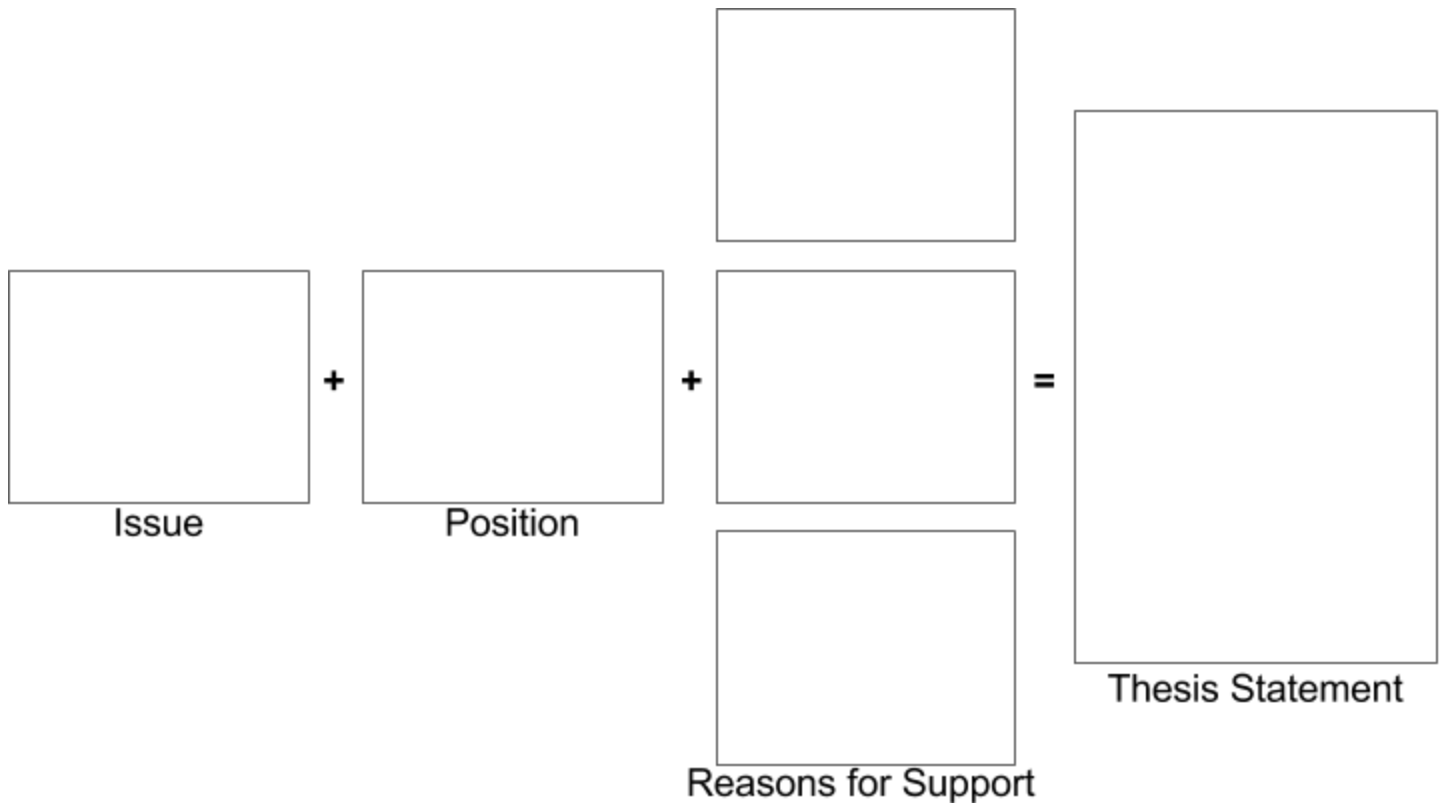 +
+
=
Issue
Position
Thesis Statement
Reasons for Support